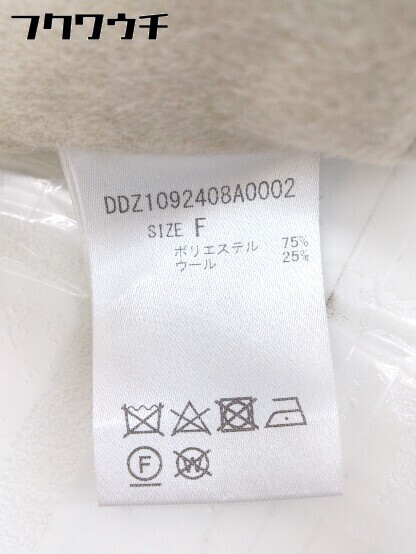 フクワウチ
DDZ1092408A0002
SIZE F
ポリエステル 75%
ウール 25%
F
W